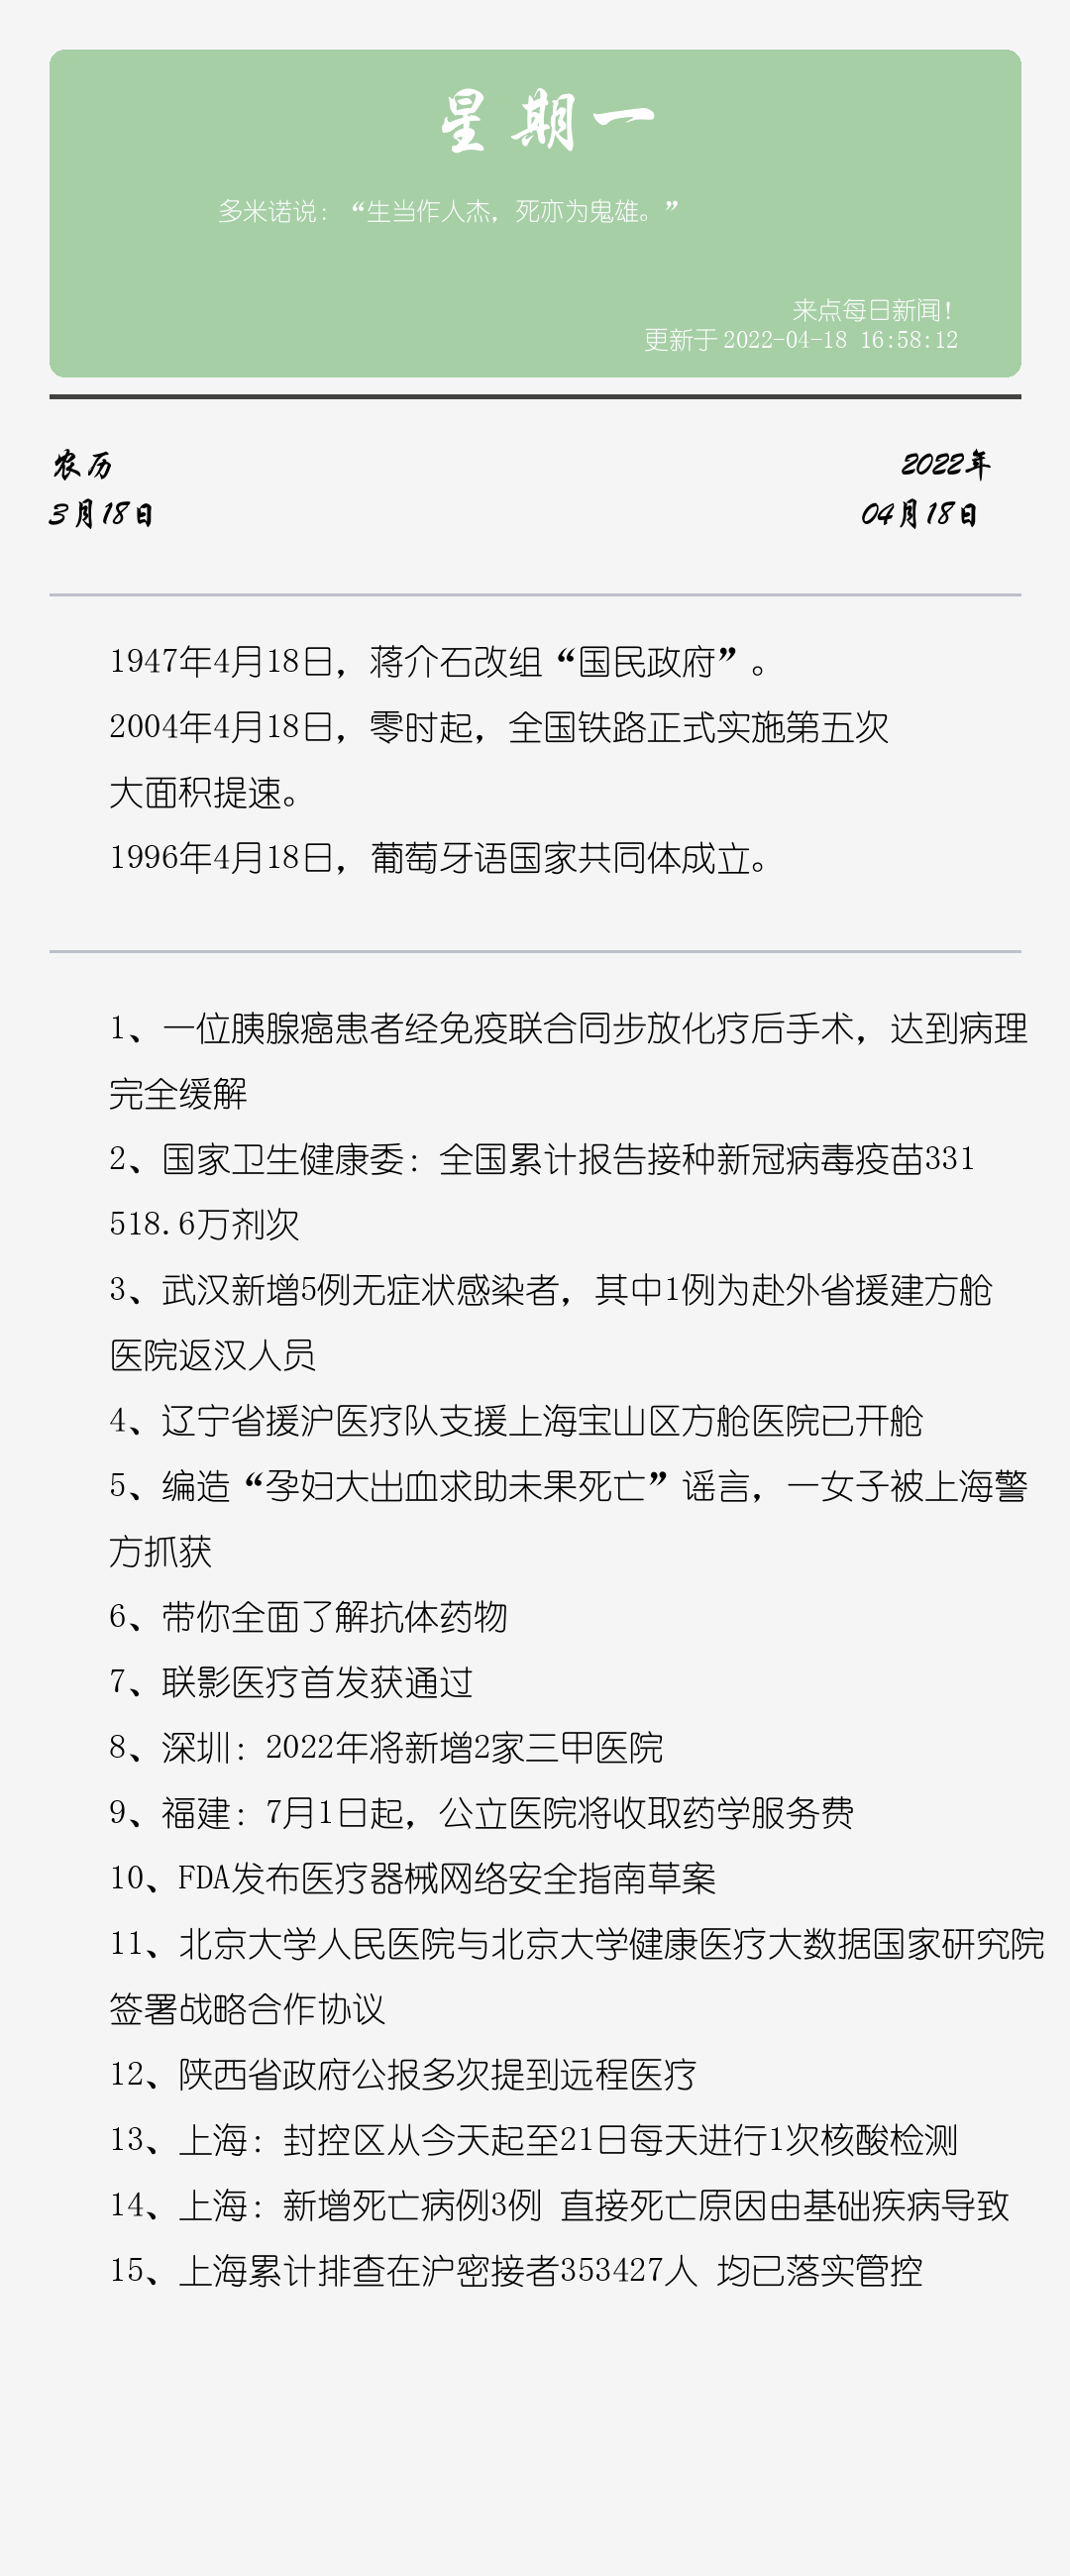 星期一
多米诺说：“生当作人杰，死亦为鬼雄。”
来点每日新闻！
更新于 2022-04-18 16:58:12
农历
2022年
3月18日
04月18日
1947年4月18日，蒋介石改组“国民政府”。
2004年4月18日，零时起，全国铁路正式实施第五次
大面积提速。
1996年4月18日，葡萄牙语国家共同体成立。
1、一位胰腺癌患者经免疫联合同步放化疗后手术，达到病理
完全缓解
2、国家卫生健康委：全国累计报告接种新冠病毒疫苗331
518.6万剂次
3、武汉新增5例无症状感染者，其中1例为赴外省援建方舱
医院返汉人员
4、辽宁省援沪医疗队支援上海宝山区方舱医院已开舱
5、编造“孕妇大出血求助未果死亡”谣言，一女子被上海警
方抓获
6、带你全面了解抗体药物
7、联影医疗首发获通过
8、深圳：2022年将新增2家三甲医院
9、福建：7月1日起，公立医院将收取药学服务费
10、FDA发布医疗器械网络安全指南草案
11、北京大学人民医院与北京大学健康医疗大数据国家研究院
签署战略合作协议
12、陕西省政府公报多次提到远程医疗
13、上海：封控区从今天起至21日每天进行1次核酸检测
14、上海：新增死亡病例3例 直接死亡原因由基础疾病导致
15、上海累计排查在沪密接者353427人 均已落实管控